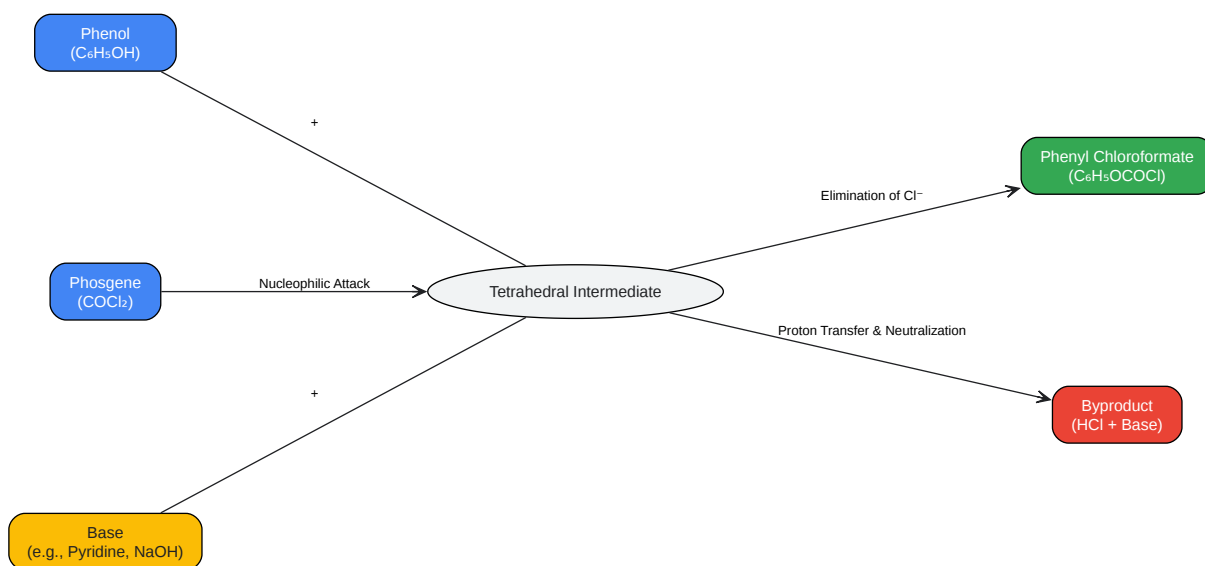 Phenol
(C₆H₅OH)
+
Phenyl Chloroformate
(C₆H₅OCOCl)
Elimination of Cl⁻
Phosgene
(COCl₂)
Nucleophilic Attack
Tetrahedral Intermediate
Proton Transfer & Neutralization
+
Byproduct
(HCl + Base)
Base
(e.g., Pyridine, NaOH)